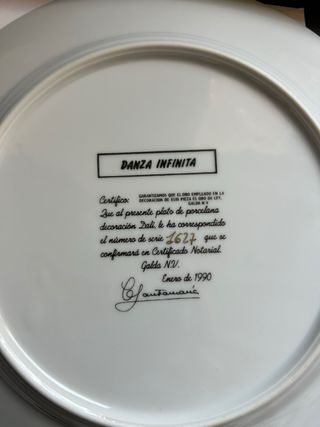 DANZA INFINITA
Certifico: GARANTIZAMOS QUE EL ORO EMPLEADO EN LA
DECORACION DE ESTA PIEZA ES ORO DE LEY.
GALDA N.V.
Que al presente plato de porcelana
decoración Dalí, le ha correspondido
el número de serie 1627 que se
confirmará en Certificado Notarial.
Galda N.V.
Enero de 1990